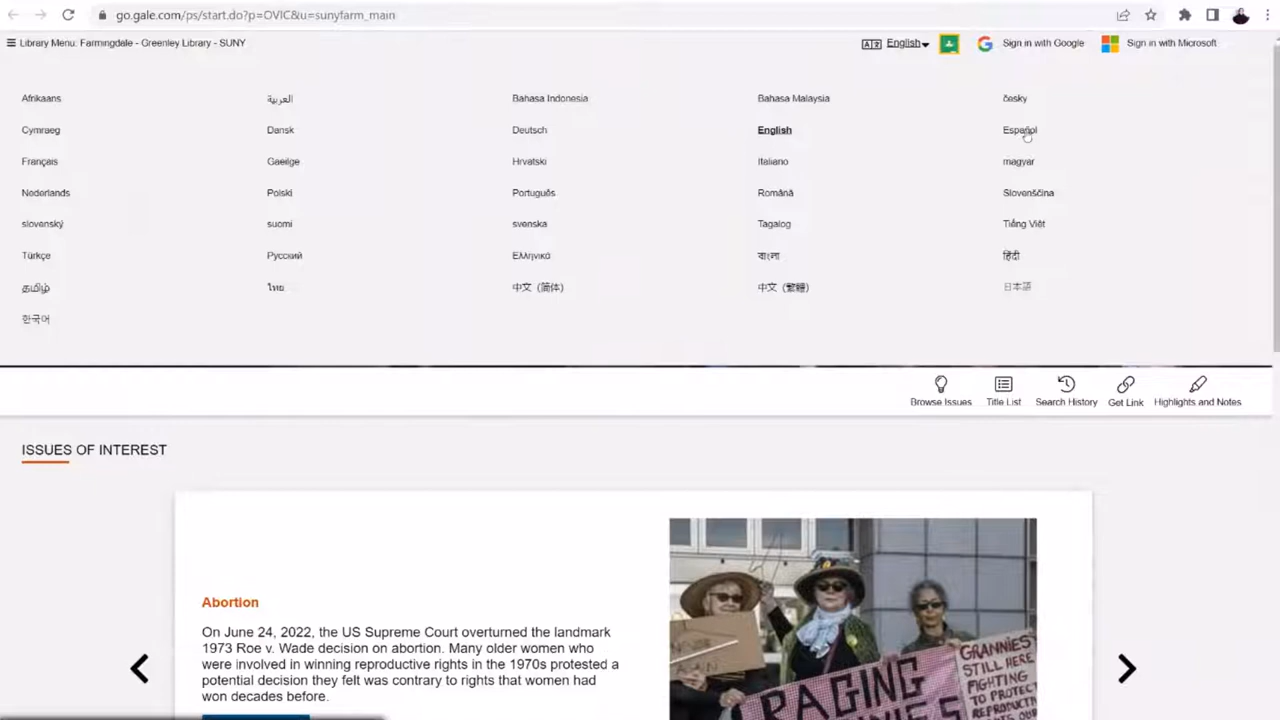 go.gale.com/ps/start.do?p=OVIC&u=sunyfarm_main
Library Menu: Farmingdale - Greenley Library - SUNY
English
Sign in with Google
Sign in with Microsoft
Afrikaans
العربية
Bahasa Indonesia
Bahasa Malaysia
česky
Cymraeg
Dansk
Deutsch
English
Español
Français
Gaeilge
Hrvatski
Italiano
magyar
Nederlands
Polski
Português
Română
Slovenščina
slovenský
suomi
svenska
Tagalog
Tiếng Việt
Türkçe
Русский
Ελληνικά
বাংলা
हिंदी
தமிழ்
ไทย
中文 (简体)
中文 (繁體)
日本語
한국어
Browse Issues
Title List
Search History
Get Link
Highlights and Notes
ISSUES OF INTEREST
Abortion
On June 24, 2022, the US Supreme Court overturned the landmark
1973 Roe v. Wade decision on abortion. Many older women who
were involved in winning reproductive rights in the 1970s protested a
potential decision they felt was contrary to rights that women had
won decades before.
RAGING
GRANNIES
STILL HERE
FIGHTING
TO PROTECT